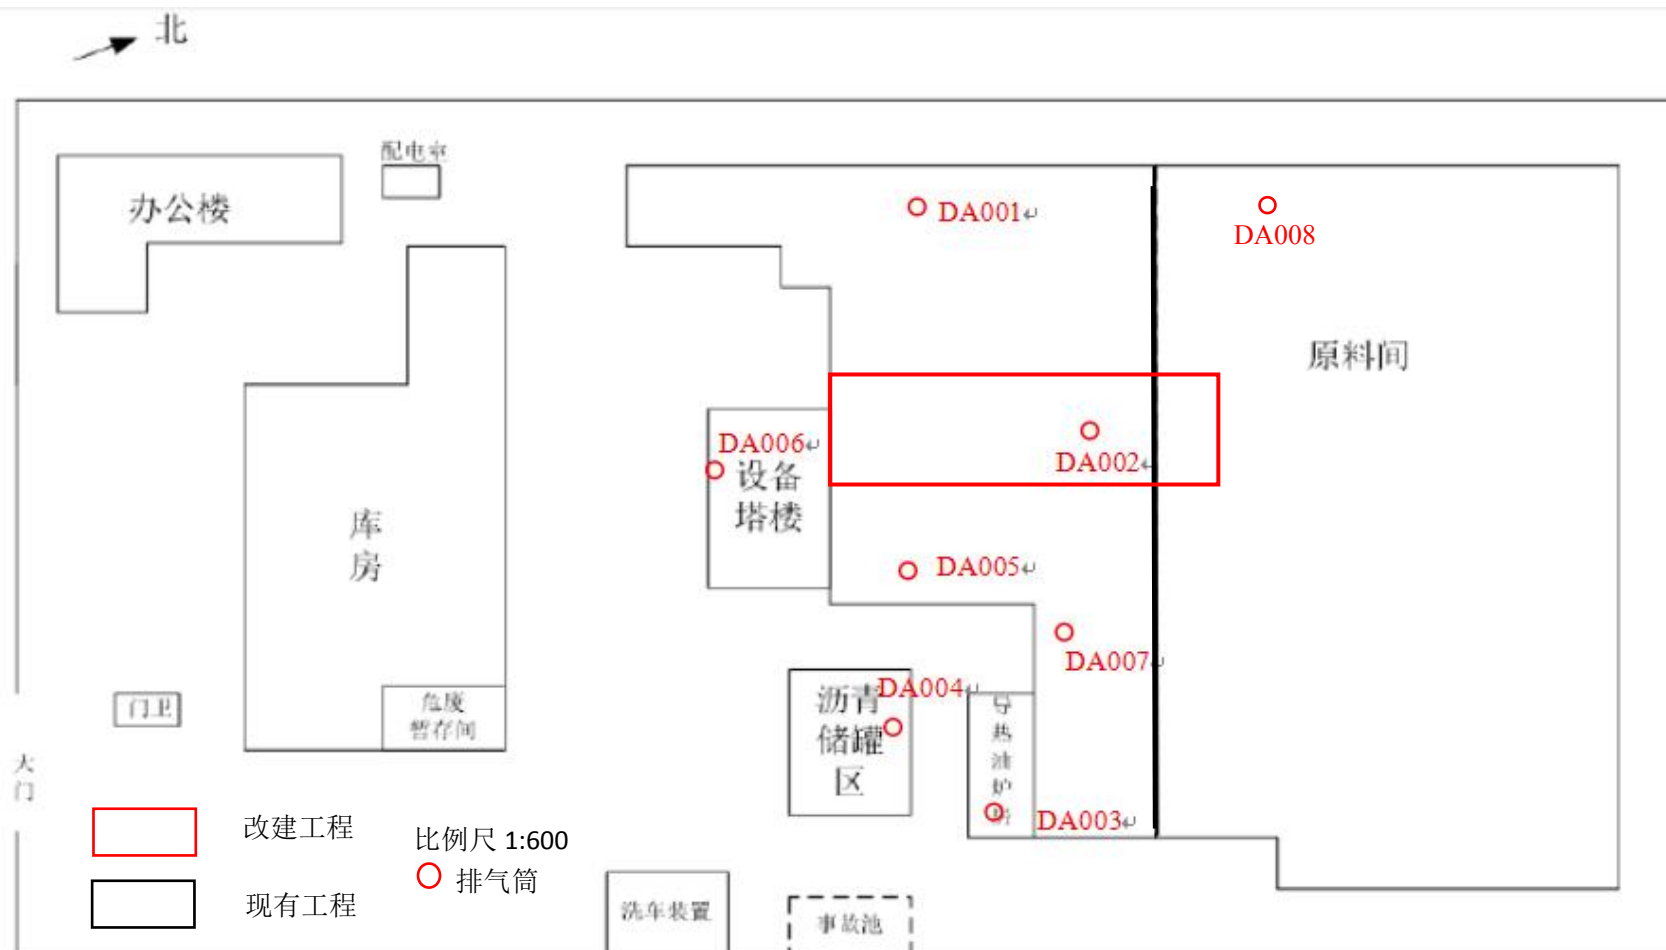 北
配电室
办公楼
DA001
DA008
原料间
DA006
DA002
设备
塔楼
库
房
DA005
DA007
DA004
沥青
储罐
区
导
热
油
炉
危废
暂存间
门卫
大
门
DA003
改建工程
比例尺 1:600
排气筒
现有工程
洗车装置
事故池